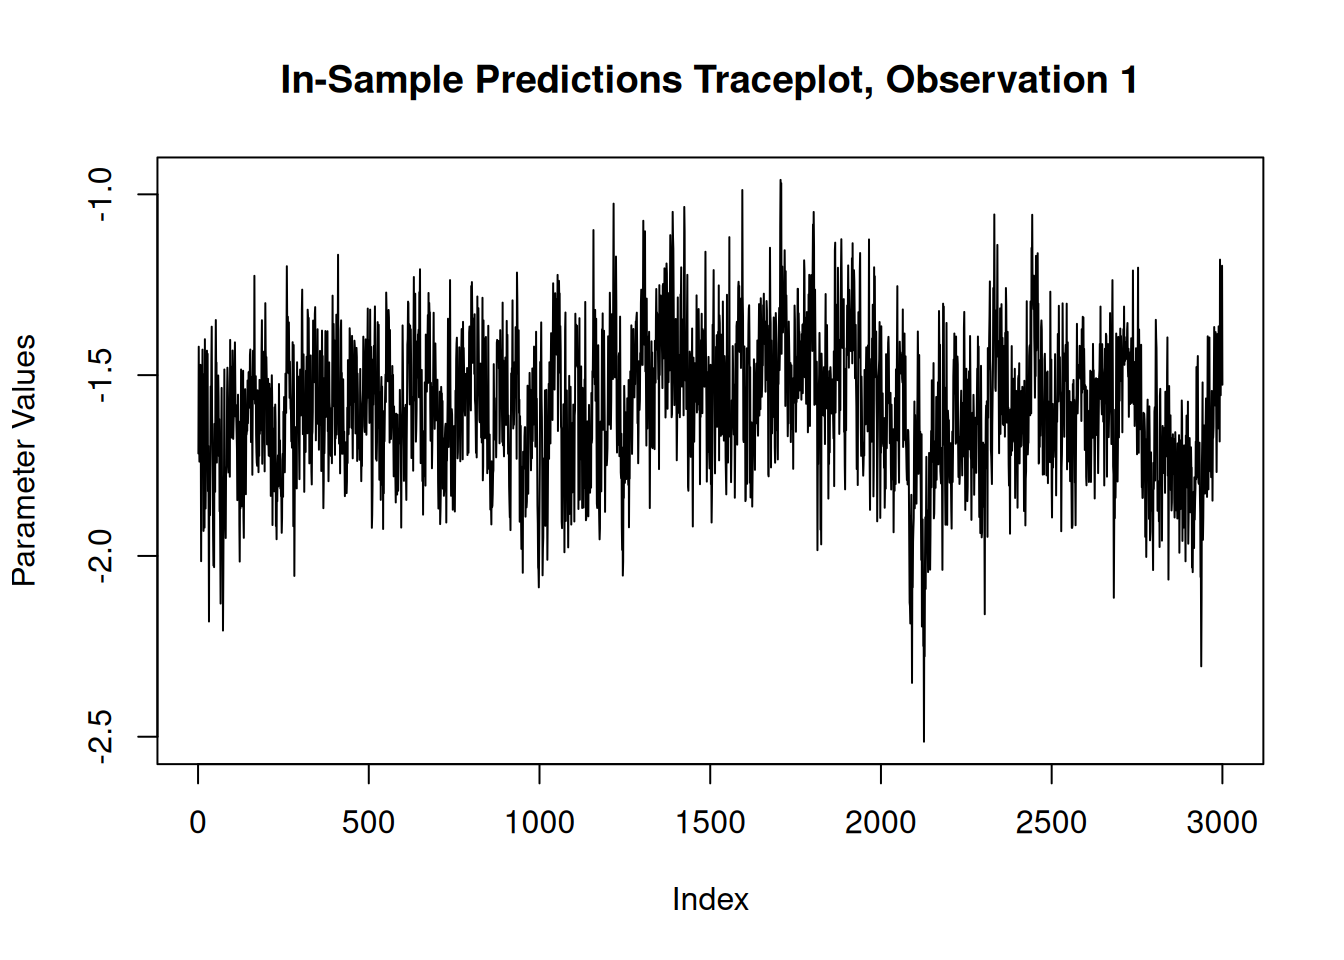 In-Sample Predictions Traceplot, Observation 1
Parameter Values
-1.0
-1.5
-2.0
-2.5
0 500 1000 1500 2000 2500 3000
Index